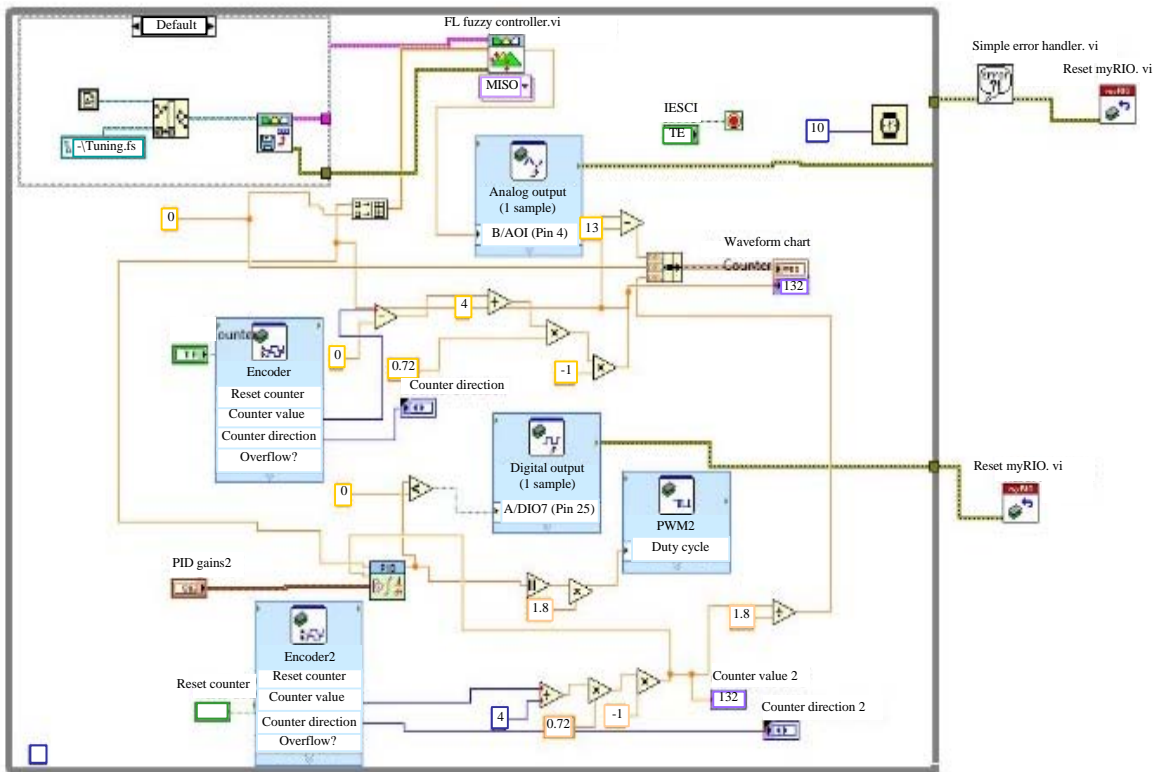 Default
FL fuzzy controller.vi
MISO
-\Tuning.fs
Simple error handler. vi
Reset myRIO. vi
IESCI
TE
10
Analog output
(1 sample)
B/AOI (Pin 4)
0
13
Waveform chart
Counter
132
4
0
0.72
-1
Encoder
Reset counter
Counter value
Counter direction
Overflow?
Counter direction
Digital output
(1 sample)
A/DIO7 (Pin 25)
0
PWM2
Duty cycle
Reset myRIO. vi
PID gains2
PID
1.8
1.8
Encoder2
Reset counter
Counter value
Counter direction
Overflow?
Reset counter
4
0.72
-1
Counter value 2
132
Counter direction 2